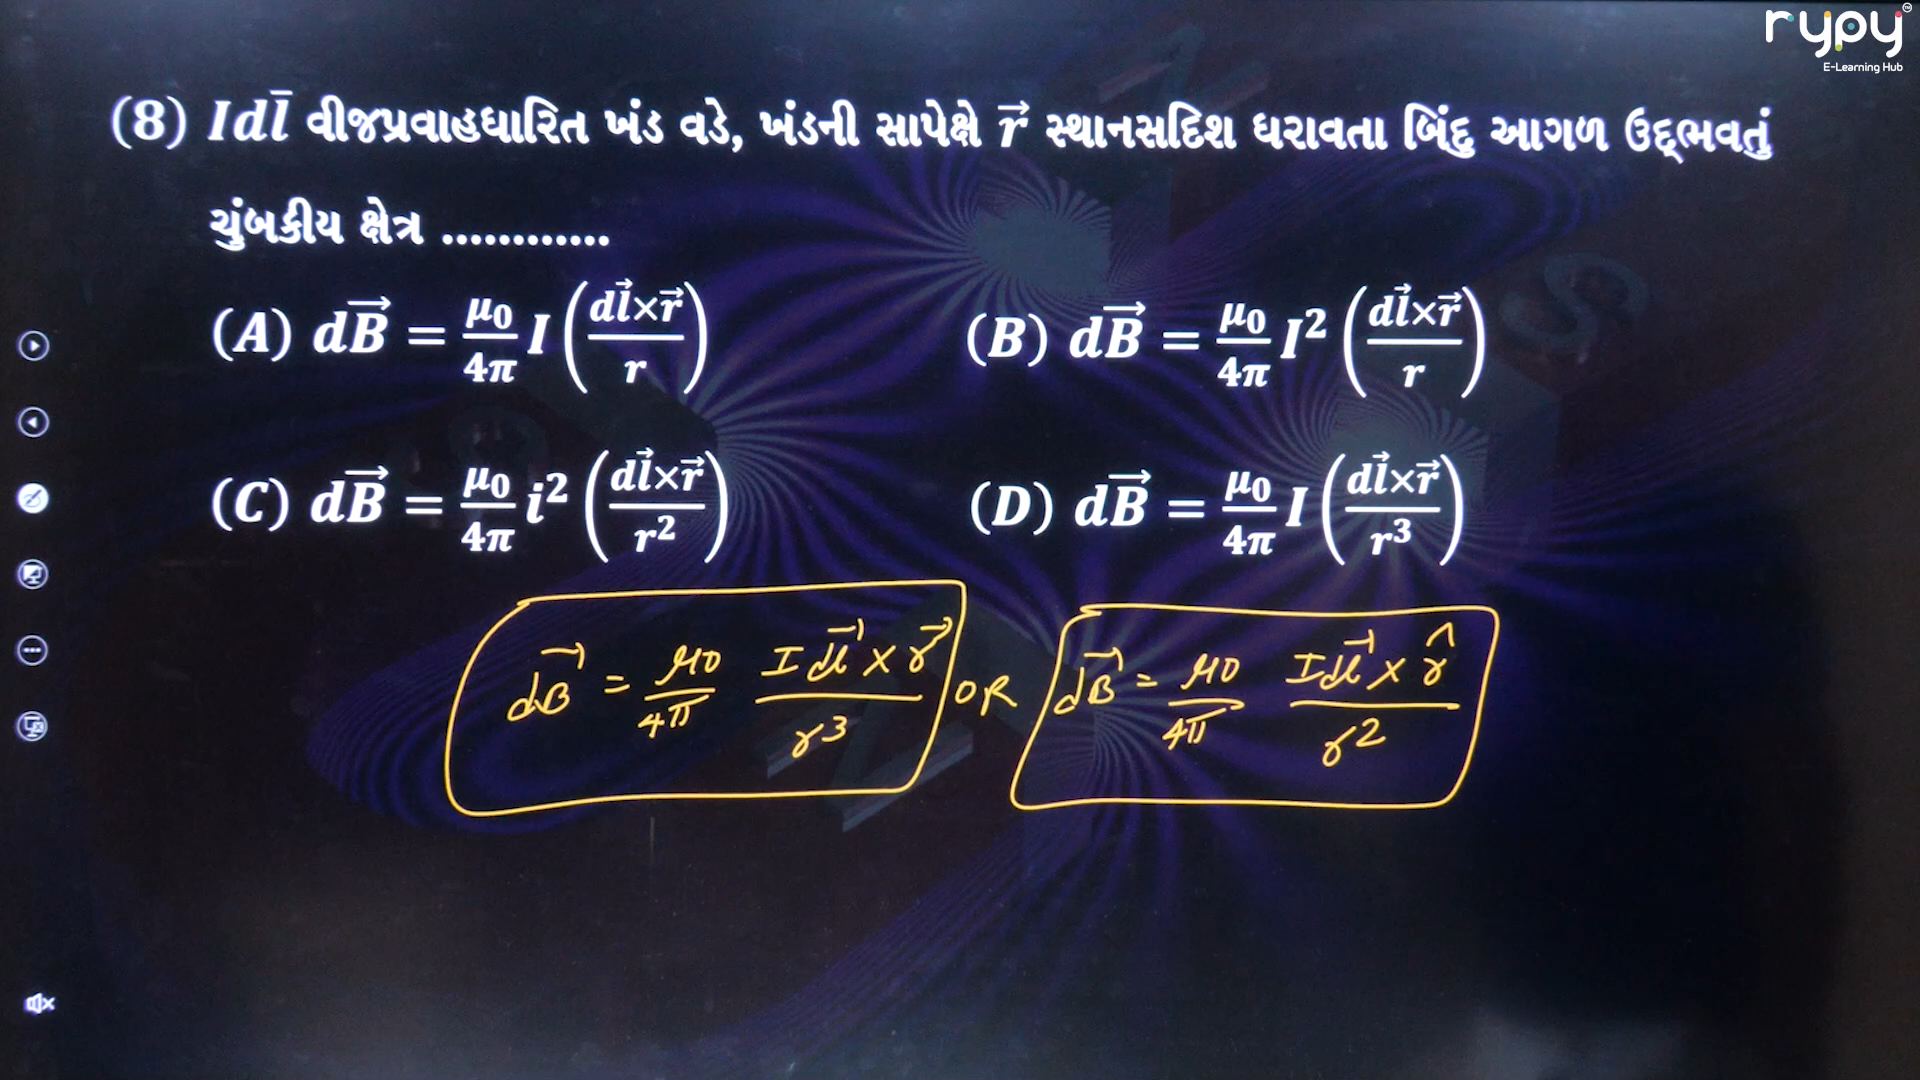 rypy
E-Learning Hub
(8) Idl̄ વીજપ્રવાહધારિત ખંડ વડે, ખંડની સાપેક્ષે r⃗ સ્થાનસદિશ ધરાવતા બિંદુ આગળ ઉદ્ભવતું
ચુંબકીય ક્ષેત્ર ............
(A) dB⃗ = μ₀/4π I (dl⃗×r⃗/r) (B) dB⃗ = μ₀/4π I² (dl⃗×r⃗/r)
(C) dB⃗ = μ₀/4π i² (dl⃗×r⃗/r²) (D) dB⃗ = μ₀/4π I (dl⃗×r⃗/r³)
dB⃗ = μ₀/4π Idl⃗×r⃗/r³ OR dB⃗ = μ₀/4π Idl⃗×r̂/r²